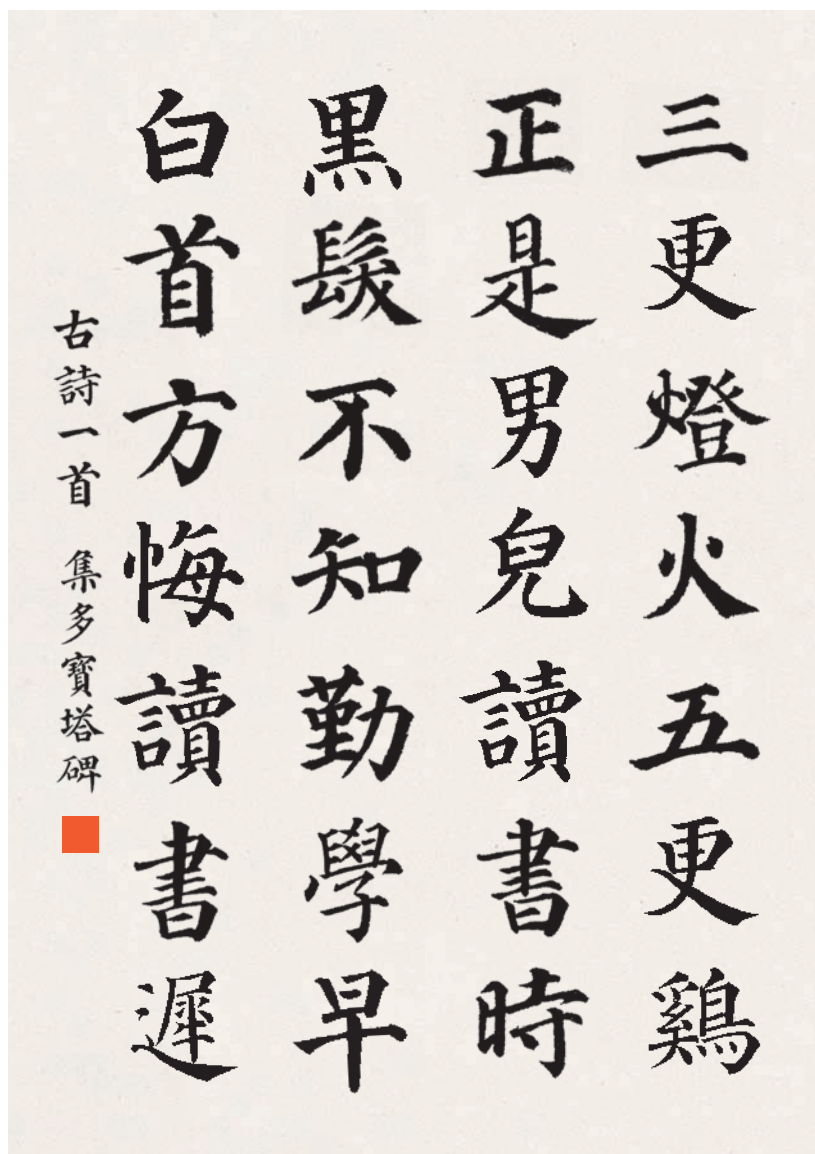 三更燈火五更鷄
正是男兒讀書時
黑髮不知勤學早
白首方悔讀書遲
古詩一首 集多寶塔碑